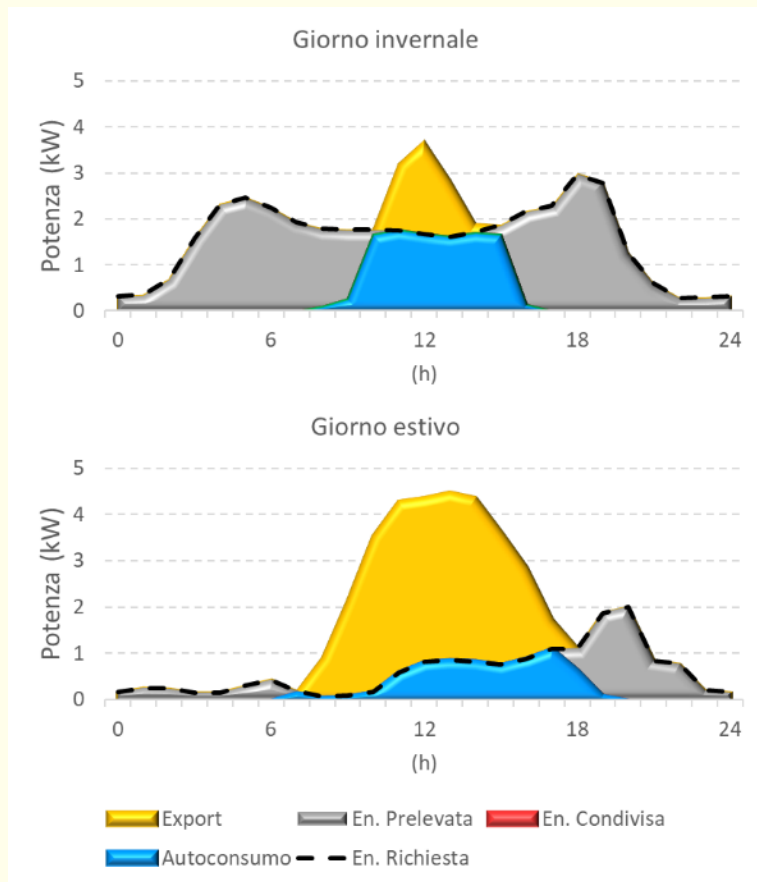 Giorno invernale
5
4
3
2
1
0
Potenza (kW)
0 6 12 18 24
(h)
Giorno estivo
5
4
3
2
1
0
Potenza (kW)
0 6 12 18 24
(h)
Export En. Prelevata En. Condivisa
Autoconsumo En. Richiesta